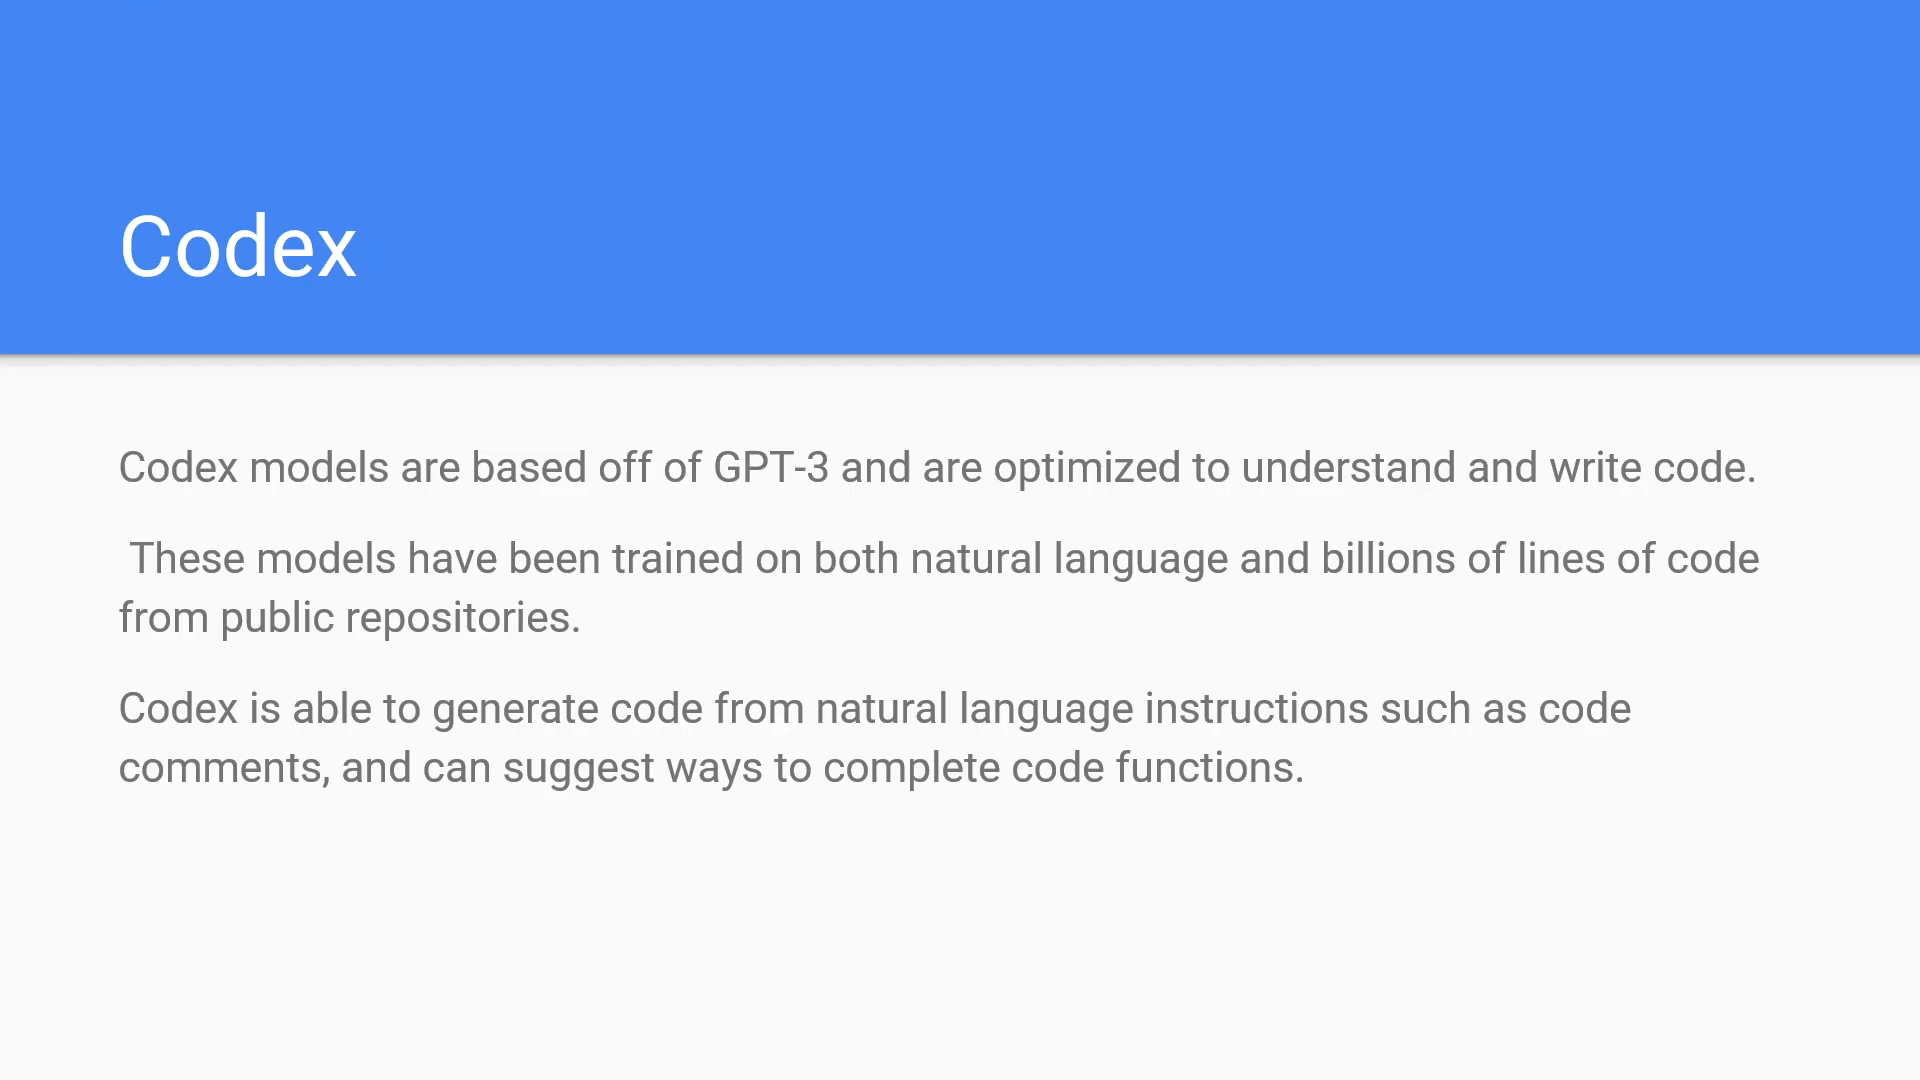 Codex
Codex models are based off of GPT-3 and are optimized to understand and write code.
These models have been trained on both natural language and billions of lines of code
from public repositories.
Codex is able to generate code from natural language instructions such as code
comments, and can suggest ways to complete code functions.